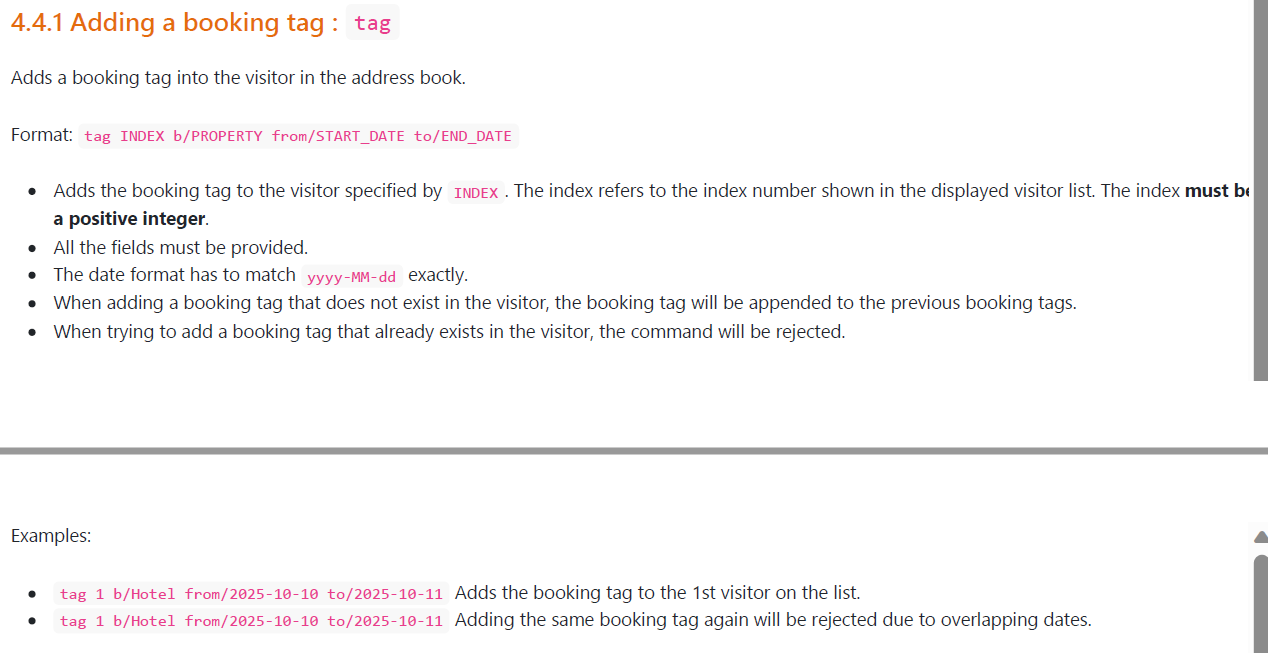 4.4.1 Adding a booking tag : tag
Adds a booking tag into the visitor in the address book.
Format: tag INDEX b/PROPERTY from/START_DATE to/END_DATE
Adds the booking tag to the visitor specified by INDEX . The index refers to the index number shown in the displayed visitor list. The index must be
a positive integer.
All the fields must be provided.
The date format has to match yyyy-MM-dd exactly.
When adding a booking tag that does not exist in the visitor, the booking tag will be appended to the previous booking tags.
When trying to add a booking tag that already exists in the visitor, the command will be rejected.
Examples:
tag 1 b/Hotel from/2025-10-10 to/2025-10-11 Adds the booking tag to the 1st visitor on the list.
tag 1 b/Hotel from/2025-10-10 to/2025-10-11 Adding the same booking tag again will be rejected due to overlapping dates.